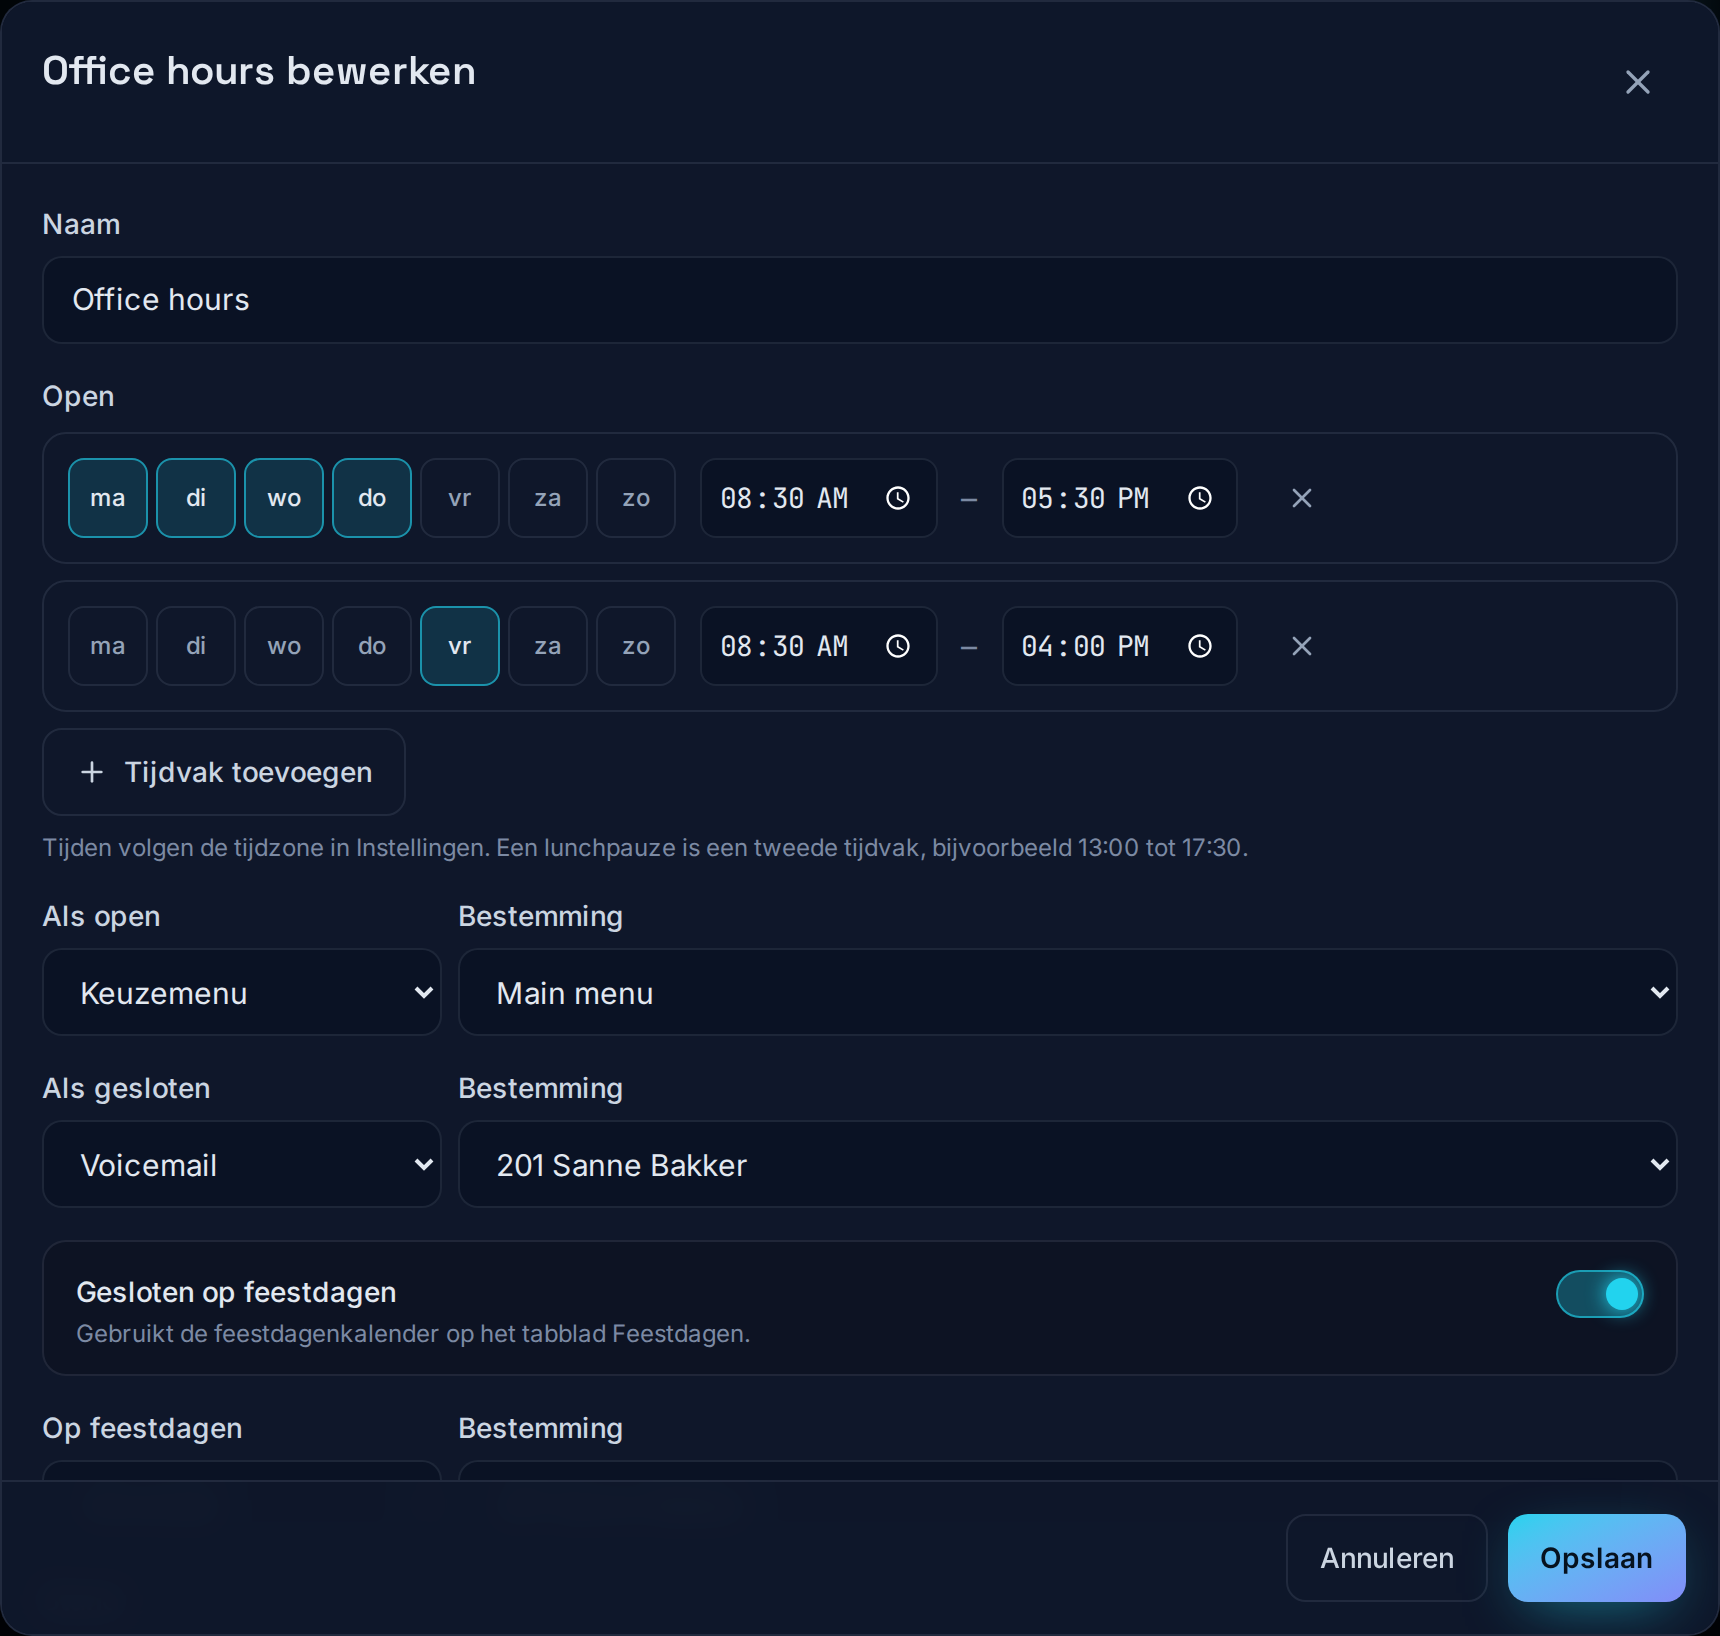 Office hours bewerken
Naam
Office hours
Open
ma di wo do vr za zo 08:30 AM – 05:30 PM
ma di wo do vr za zo 08:30 AM – 04:00 PM
+ Tijdvak toevoegen
Tijden volgen de tijdzone in Instellingen. Een lunchpauze is een tweede tijdvak, bijvoorbeeld 13:00 tot 17:30.
Als open Bestemming
Keuzemenu Main menu
Als gesloten Bestemming
Voicemail 201 Sanne Bakker
Gesloten op feestdagen
Gebruikt de feestdagenkalender op het tabblad Feestdagen.
Op feestdagen Bestemming
Annuleren Opslaan